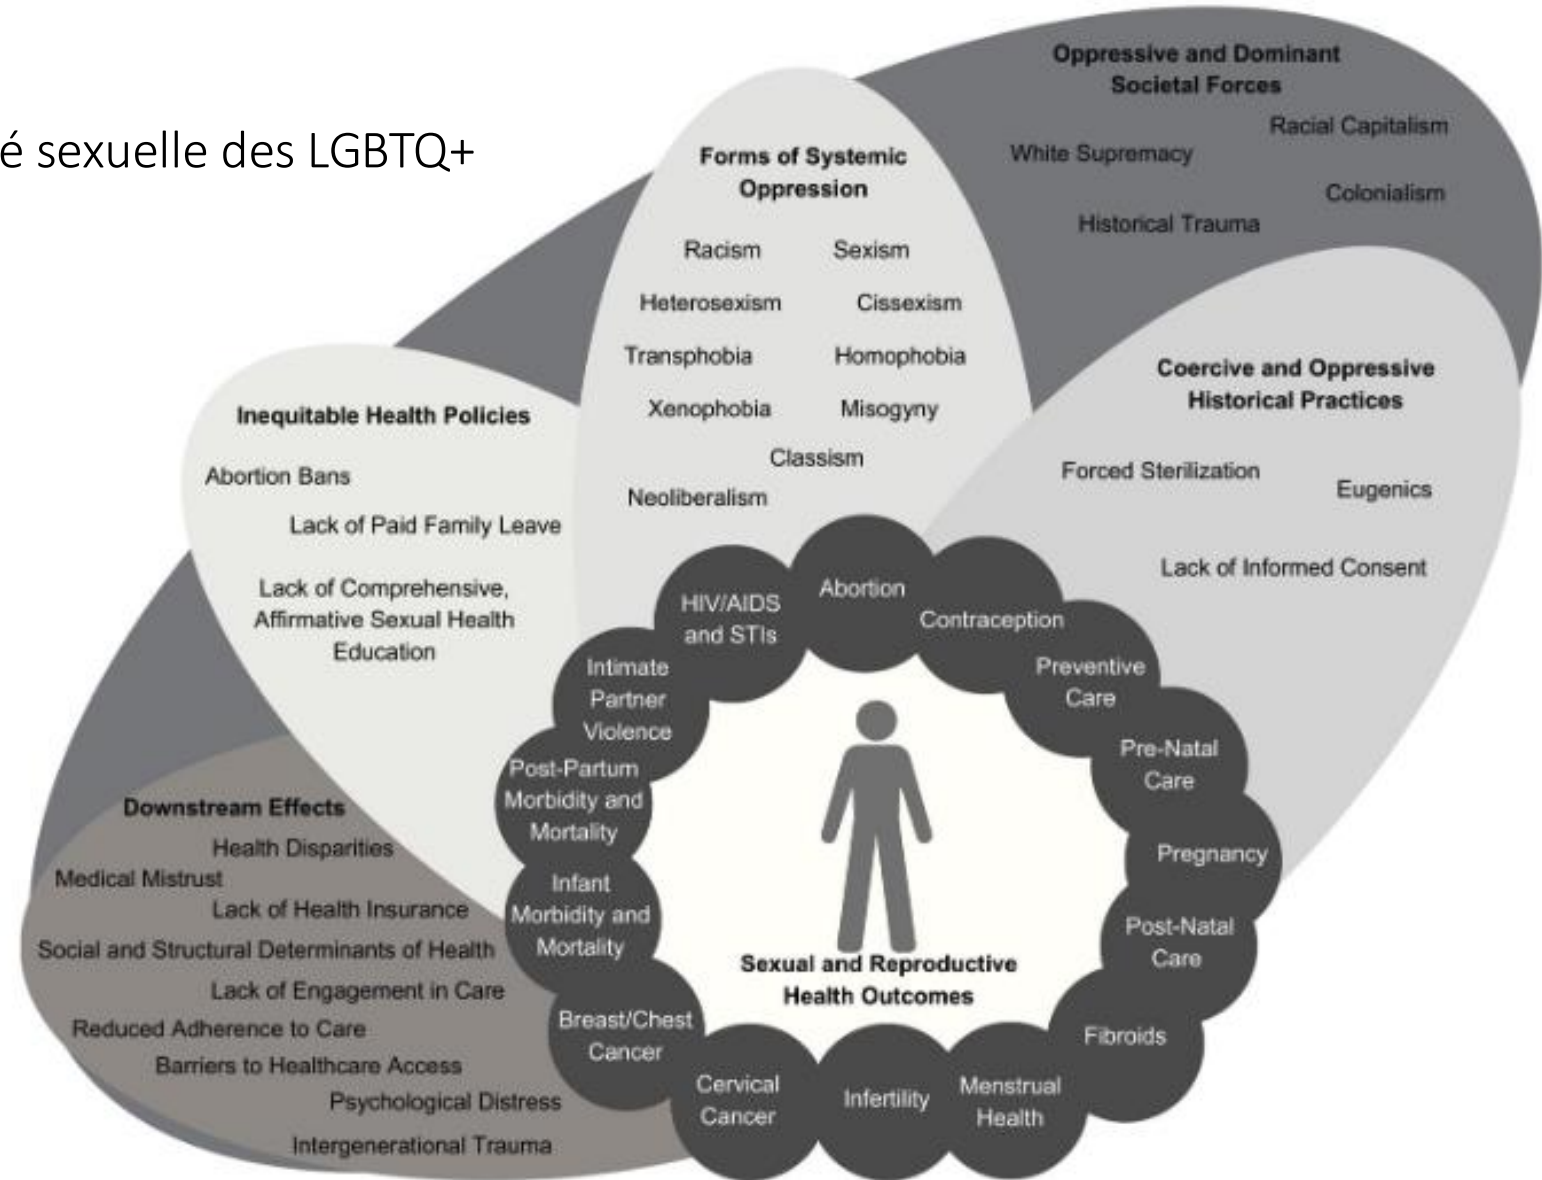 é sexuelle des LGBTQ+
Oppressive and Dominant
Societal Forces
Racial Capitalism
White Supremacy
Colonialism
Historical Trauma
Forms of Systemic
Oppression
Racism
Sexism
Heterosexism
Cissexism
Transphobia
Homophobia
Xenophobia
Misogyny
Classism
Neoliberalism
Coercive and Oppressive
Historical Practices
Forced Sterilization
Eugenics
Lack of Informed Consent
Inequitable Health Policies
Abortion Bans
Lack of Paid Family Leave
Lack of Comprehensive,
Affirmative Sexual Health
Education
Downstream Effects
Health Disparities
Medical Mistrust
Lack of Health Insurance
Social and Structural Determinants of Health
Lack of Engagement in Care
Reduced Adherence to Care
Barriers to Healthcare Access
Psychological Distress
Intergenerational Trauma
Abortion
Contraception
Preventive
Care
Pre-Natal
Care
Pregnancy
Post-Natal
Care
Fibroids
Menstrual
Health
Infertility
Cervical
Cancer
Breast/Chest
Cancer
Infant
Morbidity and
Mortality
Post-Partum
Morbidity and
Mortality
Intimate
Partner
Violence
HIV/AIDS
and STIs
Sexual and Reproductive
Health Outcomes